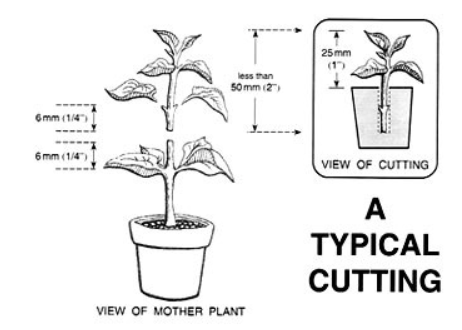 less than
50 mm (2")
6 mm (1/4")
6 mm (1/4")
VIEW OF MOTHER PLANT
25 mm
(1")
VIEW OF CUTTING
A
TYPICAL
CUTTING